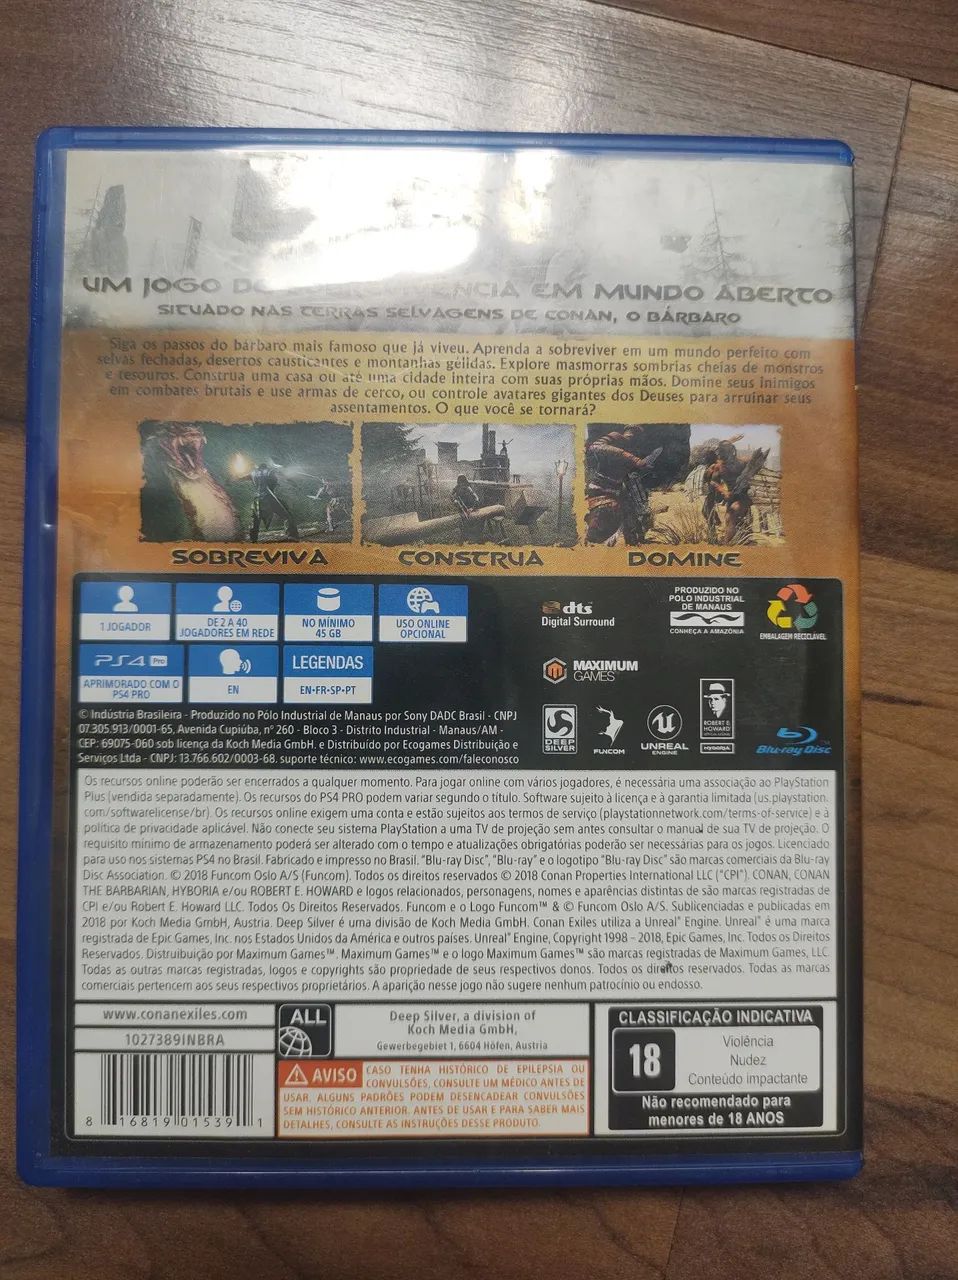 UM JOGO DE SOBREVIVÊNCIA EM MUNDO ABERTO
SITUADO NAS TERRAS SELVAGENS DE CONAN, O BÁRBARO
Siga os passos do bárbaro mais famoso que já viveu. Aprenda a sobreviver em um mundo perfeito com
selvas fechadas, desertos causticantes e montanhas gélidas. Explore masmorras sombrias cheias de monstros
e tesouros. Construa uma casa ou até uma cidade inteira com suas próprias mãos. Domine seus inimigos
em combates brutais e use armas de cerco, ou controle avatares gigantes dos Deuses para arruinar seus
assentamentos. O que você se tornará?
SOBREVIVA CONSTRUA DOMINE
1 JOGADOR
DE 2 A 40
JOGADORES EM REDE
NO MÍNIMO
45 GB
USO ONLINE
OPCIONAL
PS4 Pro
APRIMORADO COM O
PS4 PRO
EN
LEGENDAS
EN-FR-SP-PT
dts
Digital Surround
PRODUZIDO NO
POLO INDUSTRIAL
DE MANAUS
CONHEÇA A AMAZÔNIA
EMBALAGEM RECICLÁVEL
MAXIMUM
GAMES
DEEP
SILVER
FUNCOM
UNREAL
ENGINE
ROBERT E.
HOWARD
HYBORIA
Blu-ray Disc
© Indústria Brasileira - Produzido no Pólo Industrial de Manaus por Sony DADC Brasil - CNPJ
07.305.913/0001-65, Avenida Cupiúba, n° 260 - Bloco 3 - Distrito Industrial - Manaus/AM -
CEP: 69075-060 sob licença da Koch Media GmbH. e Distribuído por Ecogames Distribuição e
Serviços Ltda - CNPJ: 13.766.602/0003-68. suporte técnico: www.ecogames.com/faleconosco
Os recursos online poderão ser encerrados a qualquer momento. Para jogar online com vários jogadores, é necessária uma associação ao PlayStation
Plus (vendida separadamente). Os recursos do PS4 PRO podem variar segundo o título. Software sujeito à licença e à garantia limitada (us.playstation.
com/softwarelicense/br). Os recursos online exigem uma conta e estão sujeitos aos termos de serviço (playstationnetwork.com/terms-of-service) e à
política de privacidade aplicável. Não conecte seu sistema PlayStation a uma TV de projeção sem antes consultar o manual de sua TV de projeção. O
requisito mínimo de armazenamento poderá ser alterado com o tempo e atualizações obrigatórias poderão ser necessárias para os jogos. Licenciado
para uso nos sistemas PS4 no Brasil. Fabricado e impresso no Brasil. “Blu-ray Disc”, “Blu-ray” e o logotipo “Blu-ray Disc” são marcas comerciais da Blu-ray
Disc Association. © 2018 Funcom Oslo A/S (Funcom). Todos os direitos reservados © 2018 Conan Properties International LLC (“CPI”). CONAN, CONAN
THE BARBARIAN, HYBORIA e/ou ROBERT E. HOWARD e logos relacionados, personagens, nomes e aparências distintas de são marcas registradas de
CPI e/ou Robert E. Howard LLC. Todos Os Direitos Reservados. Funcom e o Logo Funcom™ & © Funcom Oslo A/S. Sublicenciadas e publicadas em
2018 por Koch Media GmbH, Austria. Deep Silver é uma divisão de Koch Media GmbH. Conan Exiles utiliza a Unreal® Engine. Unreal® é uma marca
registrada de Epic Games, Inc. nos Estados Unidos da América e outros países. Unreal® Engine, Copyright 1998 - 2018, Epic Games, Inc. Todos os Direitos
Reservados. Distruibuição por Maximum Games™. Maximum Games™ e o logo Maximum Games™ são marcas registradas de Maximum Games, LLC.
Todas as outras marcas registradas, logos e copyrights são propriedade de seus respectivos donos. Todos os direitos reservados. Todas as marcas
comerciais pertencem aos seus respectivos proprietários. A aparição nesse jogo não sugere nenhum patrocínio ou endosso.
www.conanexiles.com
1027389INBRA
8 16819 01539 1
ALL
Deep Silver, a division of
Koch Media GmbH,
Gewerbegebiet 1, 6604 Höfen, Austria
AVISO CASO TENHA HISTÓRICO DE EPILEPSIA OU
CONVULSÕES, CONSULTE UM MÉDICO ANTES DE
USAR. ALGUNS PADRÕES PODEM DESENCADEAR CONVULSÕES
SEM HISTÓRICO ANTERIOR. ANTES DE USAR E PARA SABER MAIS
DETALHES, CONSULTE AS INSTRUÇÕES DESSE PRODUTO.
CLASSIFICAÇÃO INDICATIVA
18
Violência
Nudez
Conteúdo impactante
Não recomendado para
menores de 18 ANOS